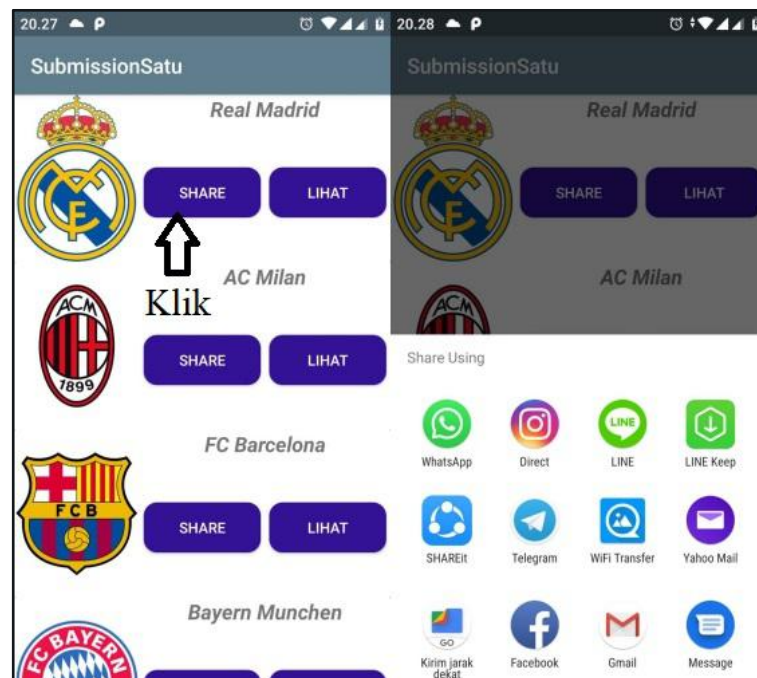 20.27
SubmissionSatu
Real Madrid
SHARE LIHAT
Klik
AC Milan
ACM
1899
SHARE LIHAT
FC Barcelona
FCB
SHARE LIHAT
Bayern Munchen
FC BAYERN
20.28
SubmissionSatu
Real Madrid
SHARE LIHAT
AC Milan
ACM
Share Using
WhatsApp Direct LINE LINE Keep
SHAREit Telegram WiFi Transfer Yahoo Mail
GO
Kirim jarak dekat Facebook Gmail Message